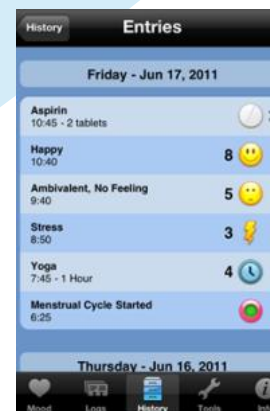 History
Entries
Friday - Jun 17, 2011
Aspirin
10:45 - 2 tablets
Happy
10:40
8
Ambivalent, No Feeling
9:40
5
Stress
8:50
3
Yoga
7:45 - 1 Hour
4
Menstrual Cycle Started
6:25
Thursday - Jun 16, 2011
Mood
Logs
History
Tools